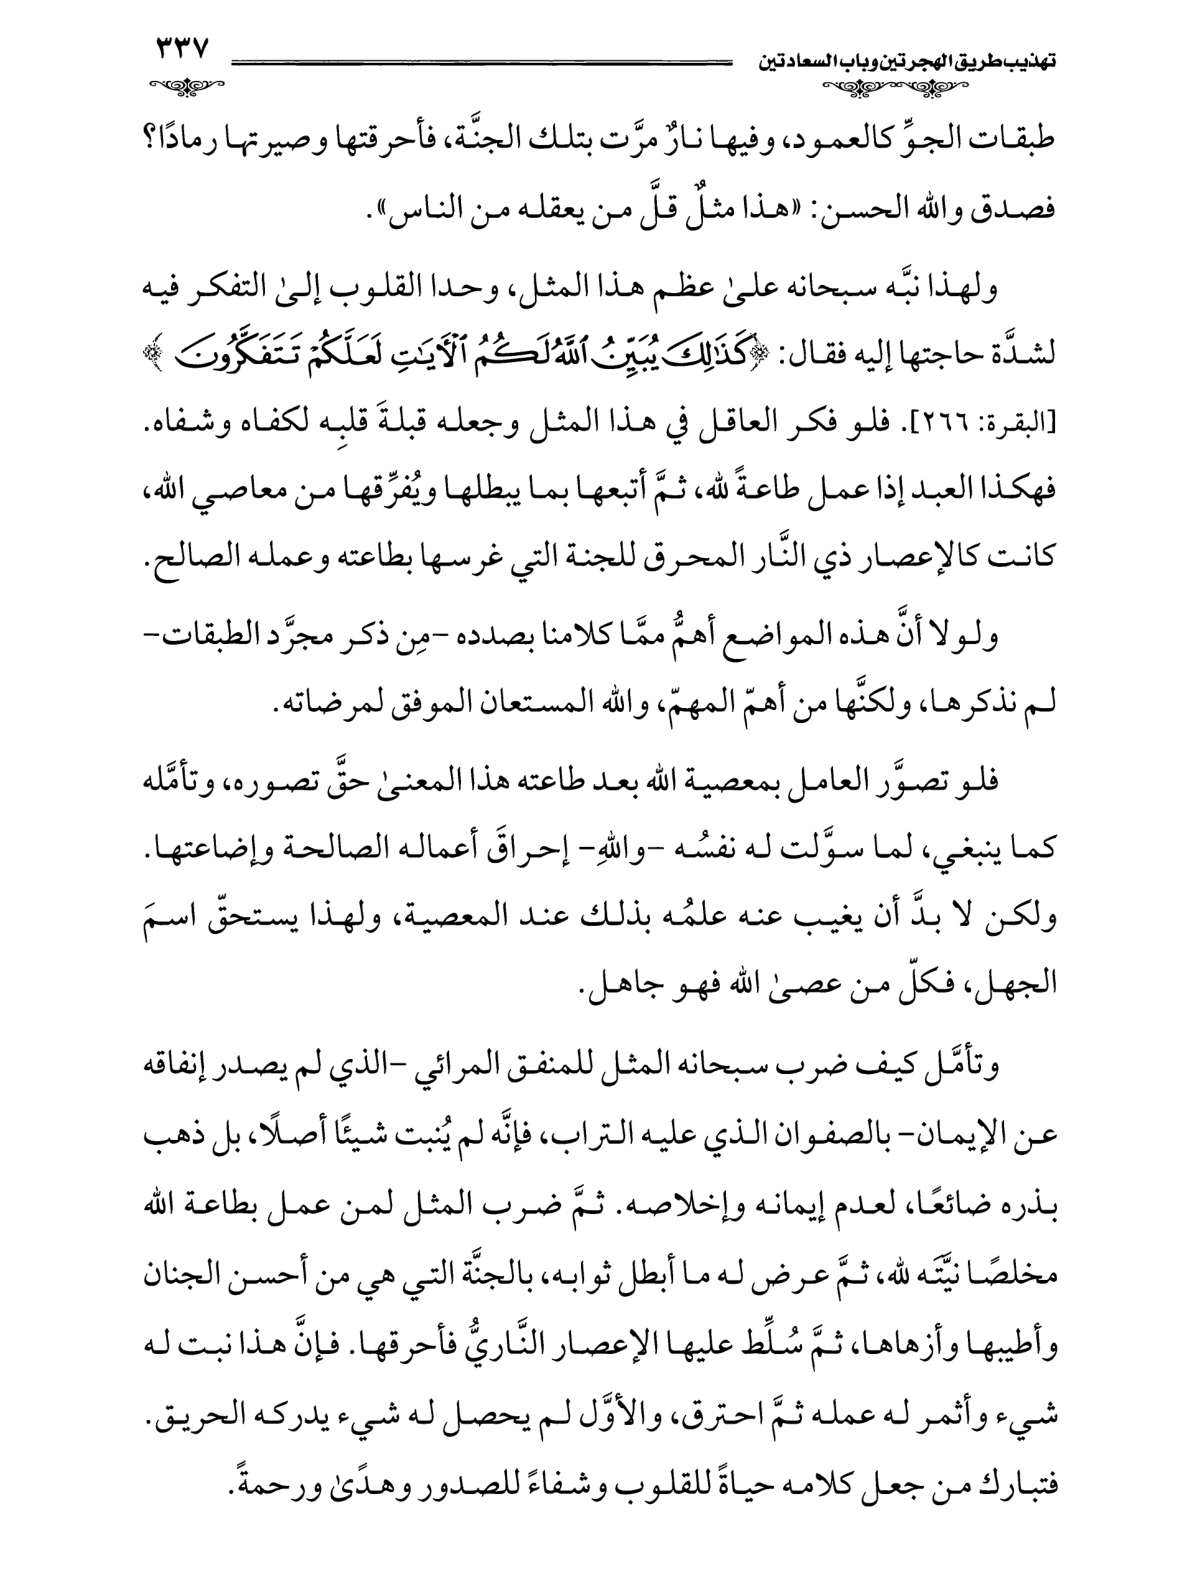 تهذيب طريق الهجرتين وباب السعادتين
٣٣٧
طبقات الجوِّ كالعمود، وفيها نارٌ مرَّت بتلك الجنَّة، فأحرقتها وصيرتها رمادًا؟
فصدق والله الحسن: «هذا مثلٌ قلَّ من يعقله من الناس».
ولهذا نبَّه سبحانه علىٰ عظم هذا المثل، وحدا القلوب إلىٰ التفكر فيه
لشدَّة حاجتها إليه فقال: ﴿كَذَٰلِكَ يُبَيِّنُ ٱللَّهُ لَكُمُ ٱلْأَيَٰتِ لَعَلَّكُمْ تَتَفَكَّرُونَ﴾
[البقرة: ٢٦٦]. فلو فكر العاقل في هذا المثل وجعله قبلةَ قلبِه لكفاه وشفاه.
فهكذا العبد إذا عمل طاعةً لله، ثمَّ أتبعها بما يبطلها ويُفرِّقها من معاصي الله،
كانت كالإعصار ذي النَّار المحرق للجنة التي غرسها بطاعته وعمله الصالح.
ولولا أنَّ هذه المواضع أهمُّ ممَّا كلامنا بصدده -مِن ذكر مجرَّد الطبقات-
لم نذكرها، ولكنَّها من أهمّ المهمّ، والله المستعان الموفق لمرضاته.
فلو تصوَّر العامل بمعصية الله بعد طاعته هذا المعنىٰ حقَّ تصوره، وتأمَّله
كما ينبغي، لما سوَّلت له نفسُه -واللهِ- إحراقَ أعماله الصالحة وإضاعتها.
ولكن لا بدَّ أن يغيب عنه علمُه بذلك عند المعصية، ولهذا يستحقّ اسمَ
الجهل، فكلّ من عصىٰ الله فهو جاهل.
وتأمَّل كيف ضرب سبحانه المثل للمنفق المرائي -الذي لم يصدر إنفاقه
عن الإيمان- بالصفوان الذي عليه التراب، فإنَّه لم يُنبت شيئًا أصلًا، بل ذهب
بذره ضائعًا، لعدم إيمانه وإخلاصه. ثمَّ ضرب المثل لمن عمل بطاعة الله
مخلصًا نيَّتَه لله، ثمَّ عرض له ما أبطل ثوابه، بالجنَّة التي هي من أحسن الجنان
وأطيبها وأزهاها، ثمَّ سُلِّط عليها الإعصار النَّاريُّ فأحرقها. فإنَّ هذا نبت له
شيء وأثمر له عمله ثمَّ احترق، والأوَّل لم يحصل له شيء يدركه الحريق.
فتبارك من جعل كلامه حياةً للقلوب وشفاءً للصدور وهدًىٰ ورحمةً.